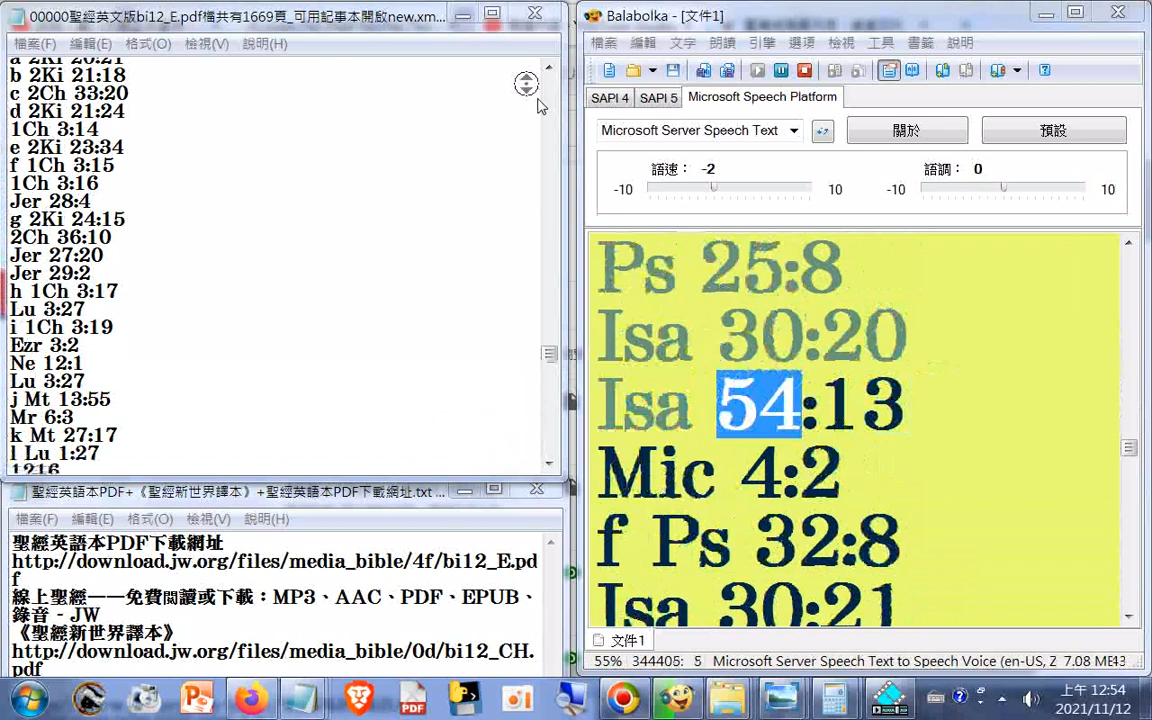 00000聖經英文版bi12_E.pdf檔共有1669頁_可用記事本開啟new.xm...
檔案(F) 編輯(E) 格式(O) 檢視(V) 說明(H)
a 2Ki 20:21
b 2Ki 21:18
c 2Ch 33:20
d 2Ki 21:24
1Ch 3:14
e 2Ki 23:34
f 1Ch 3:15
1Ch 3:16
Jer 28:4
g 2Ki 24:15
2Ch 36:10
Jer 27:20
Jer 29:2
h 1Ch 3:17
Lu 3:27
i 1Ch 3:19
Ezr 3:2
Ne 12:1
Lu 3:27
j Mt 13:55
Mr 6:3
k Mt 27:17
l Lu 1:27
1216
聖經英語本PDF+《聖經新世界譯本》+聖經英語本PDF下載網址.txt ...
檔案(F) 編輯(E) 格式(O) 檢視(V) 說明(H)
聖經英語本PDF下載網址
http://download.jw.org/files/media_bible/4f/bi12_E.pd
f
線上聖經——免費閱讀或下載：MP3、AAC、PDF、EPUB、
錄音 - JW
《聖經新世界譯本》
http://download.jw.org/files/media_bible/0d/bi12_CH.
pdf
Balabolka - [文件1]
檔案 編輯 文字 朗讀 引擎 選項 檢視 工具 書籤 說明
SAPI 4 SAPI 5 Microsoft Speech Platform
Microsoft Server Speech Text 關於 預設
語速： -2 語調： 0
-10 10 -10 10
Ps 25:8
Isa 30:20
Isa 54:13
Mic 4:2
f Ps 32:8
Isa 30:21
文件1
55% 344405: 5 Microsoft Server Speech Text to Speech Voice (en-US, Z 7.08 ME
PDF
上午 12:54
2021/11/12